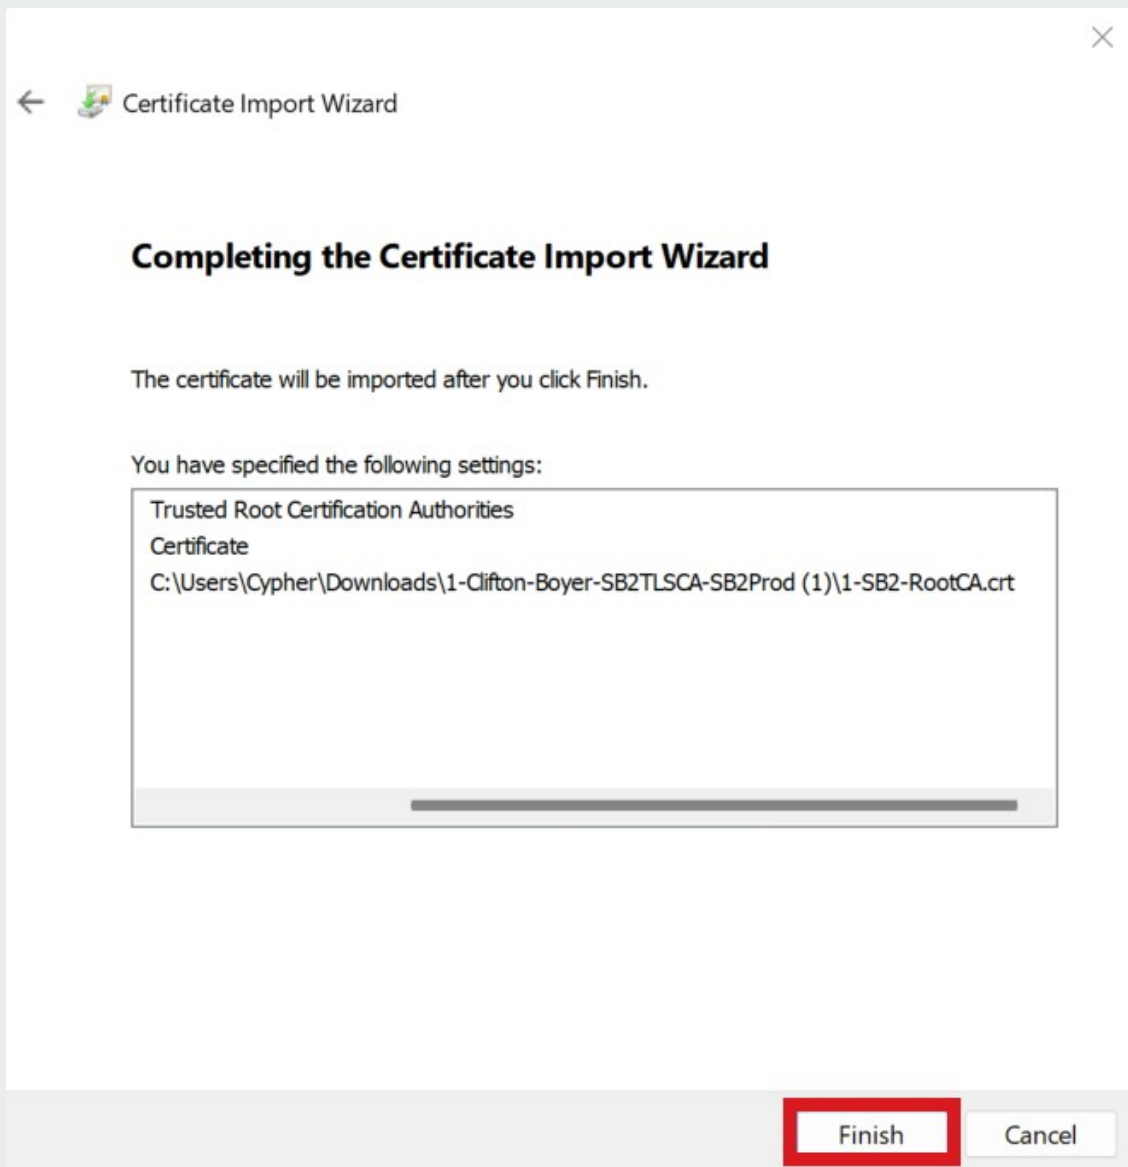 Certificate Import Wizard
Completing the Certificate Import Wizard
The certificate will be imported after you click Finish.
You have specified the following settings:
Trusted Root Certification Authorities
Certificate
C:\Users\Cypher\Downloads\1-Clifton-Boyer-SB2TLSCA-SB2Prod (1)\1-SB2-RootCA.crt
Finish
Cancel